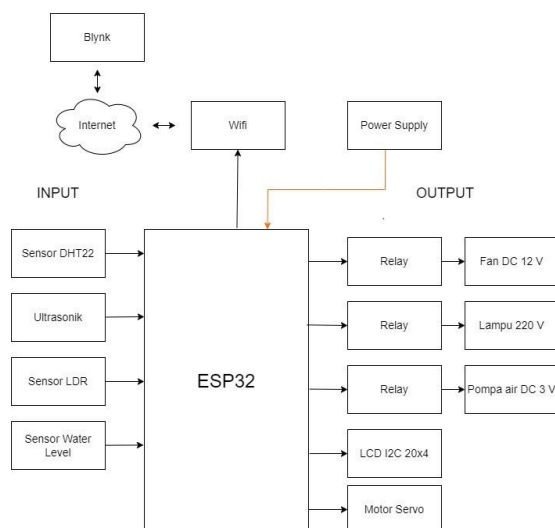 Blynk
Internet
Wifi
Power Supply
INPUT
OUTPUT
Sensor DHT22
Relay
Fan DC 12 V
Ultrasonik
Relay
Lampu 220 V
ESP32
Sensor LDR
Relay
Pompa air DC 3 V
Sensor Water
Level
LCD I2C 20x4
Motor Servo